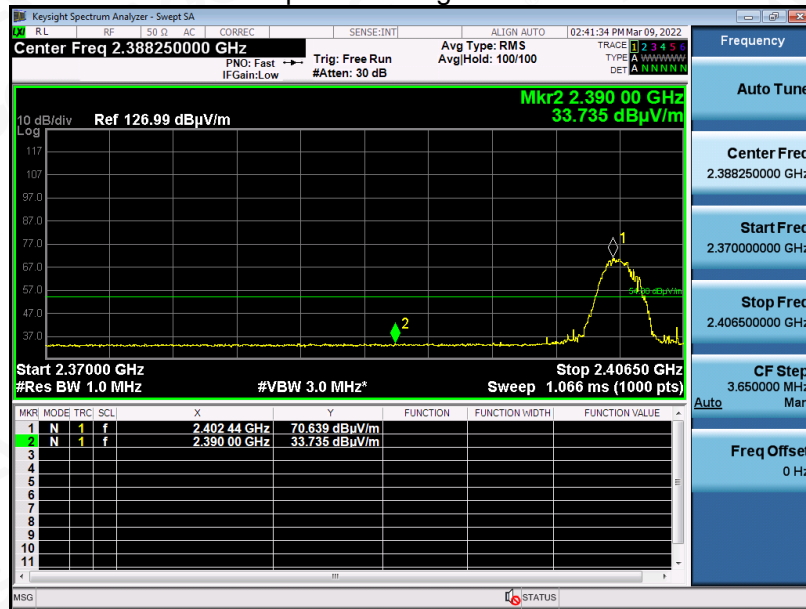 Keysight Spectrum Analyzer - Swept SA
LXI RL RF 50 Ω AC CORREC SENSE:INT ALIGN AUTO 02:41:34 PM Mar 09, 2022
Center Freq 2.388250000 GHz
PNO: Fast
IFGain:Low
Trig: Free Run
#Atten: 30 dB
Avg Type: RMS
Avg|Hold: 100/100
TRACE 1 2 3 4 5 6
TYPE A WWWWW
DET A N N N N N
Mkr2 2.390 00 GHz
33.735 dBµV/m
10 dB/div Ref 126.99 dBµV/m
Log
117
107
97.0
87.0
77.0
67.0
57.0
47.0
37.0
1
2
54.00 dBµV/m
Start 2.37000 GHz Stop 2.40650 GHz
#Res BW 1.0 MHz #VBW 3.0 MHz* Sweep 1.066 ms (1000 pts)
MKR MODE TRC SCL X Y FUNCTION FUNCTION WIDTH FUNCTION VALUE
1 N 1 f 2.402 44 GHz 70.639 dBµV/m
2 N 1 f 2.390 00 GHz 33.735 dBµV/m
3
4
5
6
7
8
9
10
11
MSG STATUS
Frequency
Auto Tune
Center Freq
2.388250000 GHz
Start Freq
2.370000000 GHz
Stop Freq
2.406500000 GHz
CF Step
3.650000 MHz
Auto Man
Freq Offset
0 Hz